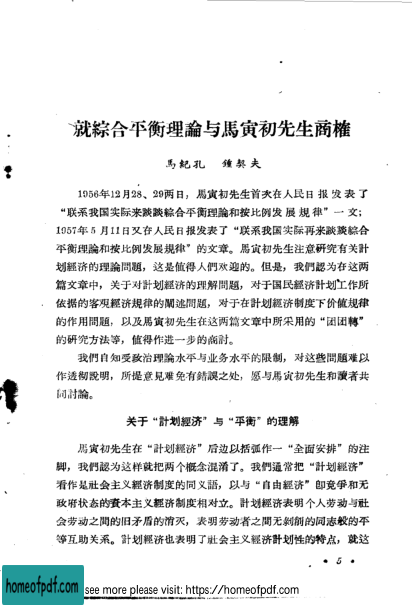 就綜合平衡理論与馬寅初先生商榷
馬紀孔 鍾契夫
1956年12月28、29两日，馬寅初先生首次在人民日报发表了
“联系我国实际来談談綜合平衡理論和按比例发展規律”一文；
1957年5月11日又在人民日报发表了“联系我国实际再来談談綜合
平衡理論和按比例发展規律”的文章。馬寅初先生注意研究有关計
划經济的理論問題，这是值得人們欢迎的。但是，我們認为在这两
篇文章中，关于对計划經济的理解問題，对于国民經济計划工作所
依据的客观經济規律的闡述問題，对于在計划經济制度下价值規律
的作用問題，以及馬寅初先生在这两篇文章中所采用的“团团轉”
的研究方法等，值得作进一步的商討。
我們自知受政治理論水平与业务水平的限制，对这些問題难以
作透彻說明，所提意見难免有錯誤之处，愿与馬寅初先生和讀者共
同討論。
关于“計划經济”与“平衡”的理解
馬寅初先生在“計划經济”后边以括弧作一“全面安排”的注
脚，我們認为这样就把两个概念混淆了。我們通常把“計划經济”
看作是社会主义經济制度的同义語，以与“自由經济”即竞爭和无
政府状态的資本主义經济制度相对立。計划經济表明个人劳动与社
会劳动之間的旧矛盾的消灭，表明劳动者之間无剝削的同志般的平
等互助关系。計划經济也表明了社会主义經济計划性的特点，就这
• 5 •
homeofpdf.com
see more please visit: https://homeofpdf.com